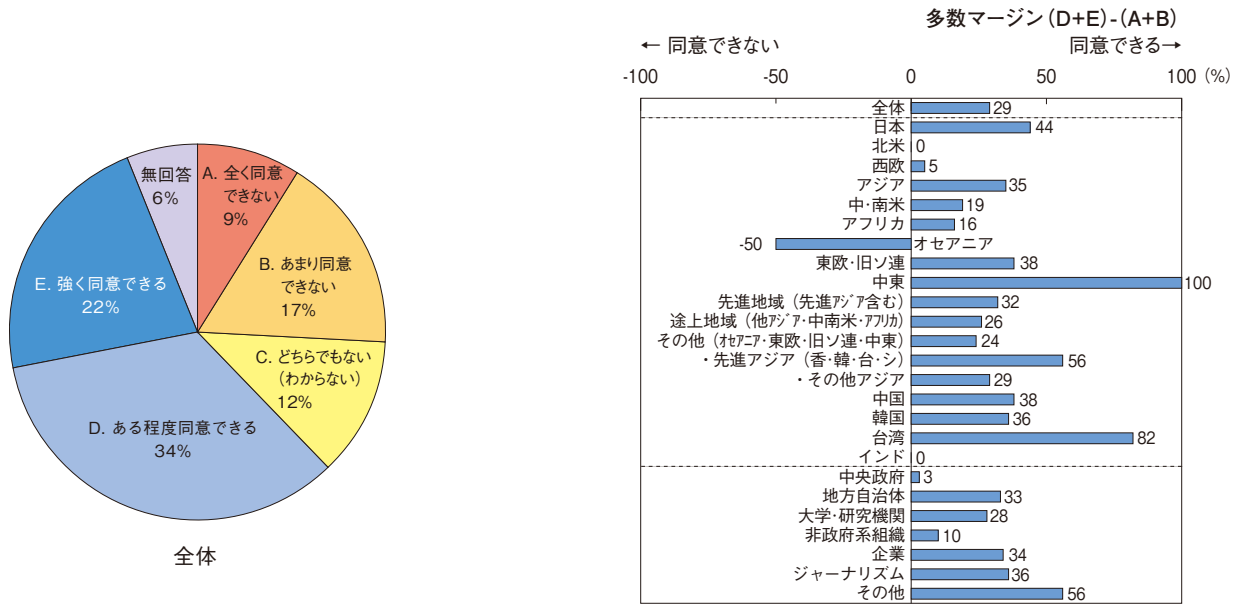 無回答
6%
A. 全く同意
できない
9%
B. あまり同意
できない
17%
C. どちらでもない
(わからない)
12%
D. ある程度同意できる
34%
E. 強く同意できる
22%
全体
多数マージン(D+E)-(A+B)
← 同意できない 同意できる→
-100 -50 0 50 100 (%)
全体 29
日本 44
北米 0
西欧 5
アジア 35
中・南米 19
アフリカ 16
-50 オセアニア
東欧・旧ソ連 38
中東 100
先進地域(先進アジア含む) 32
途上地域(他アジア・中南米・アフリカ) 26
その他(オセアニア・東欧・旧ソ連・中東) 24
・先進アジア(香・韓・台・シ) 56
・その他アジア 29
中国 38
韓国 36
台湾 82
インド 0
中央政府 3
地方自治体 33
大学・研究機関 28
非政府系組織 10
企業 34
ジャーナリズム 36
その他 56